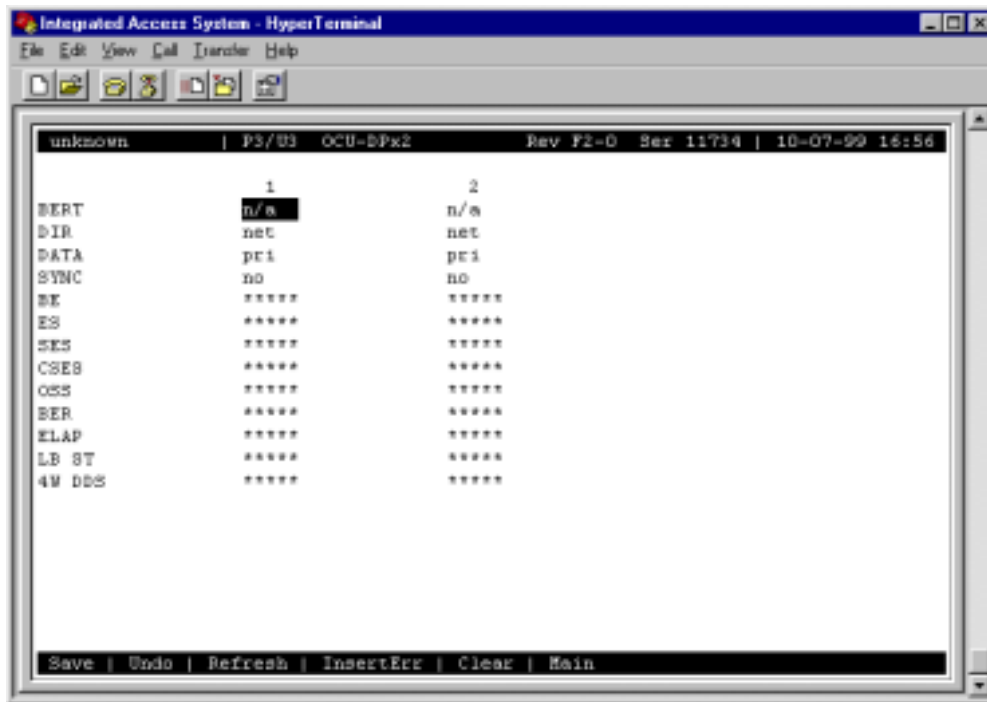 Integrated Access System - HyperTerminal
File Edit View Call Transfer Help
unknown | P3/U3 OCU-DPx2 Rev F2-0 Ser 11734 | 10-07-99 16:56
1 2
BERT n/a n/a
DIR net net
DATA pri pri
SYNC no no
BE ***** *****
ES ***** *****
SES ***** *****
CSES ***** *****
OSS ***** *****
BER ***** *****
ELAP ***** *****
LB ST ***** *****
4W DDS ***** *****
Save | Undo | Refresh | InsertErr | Clear | Main